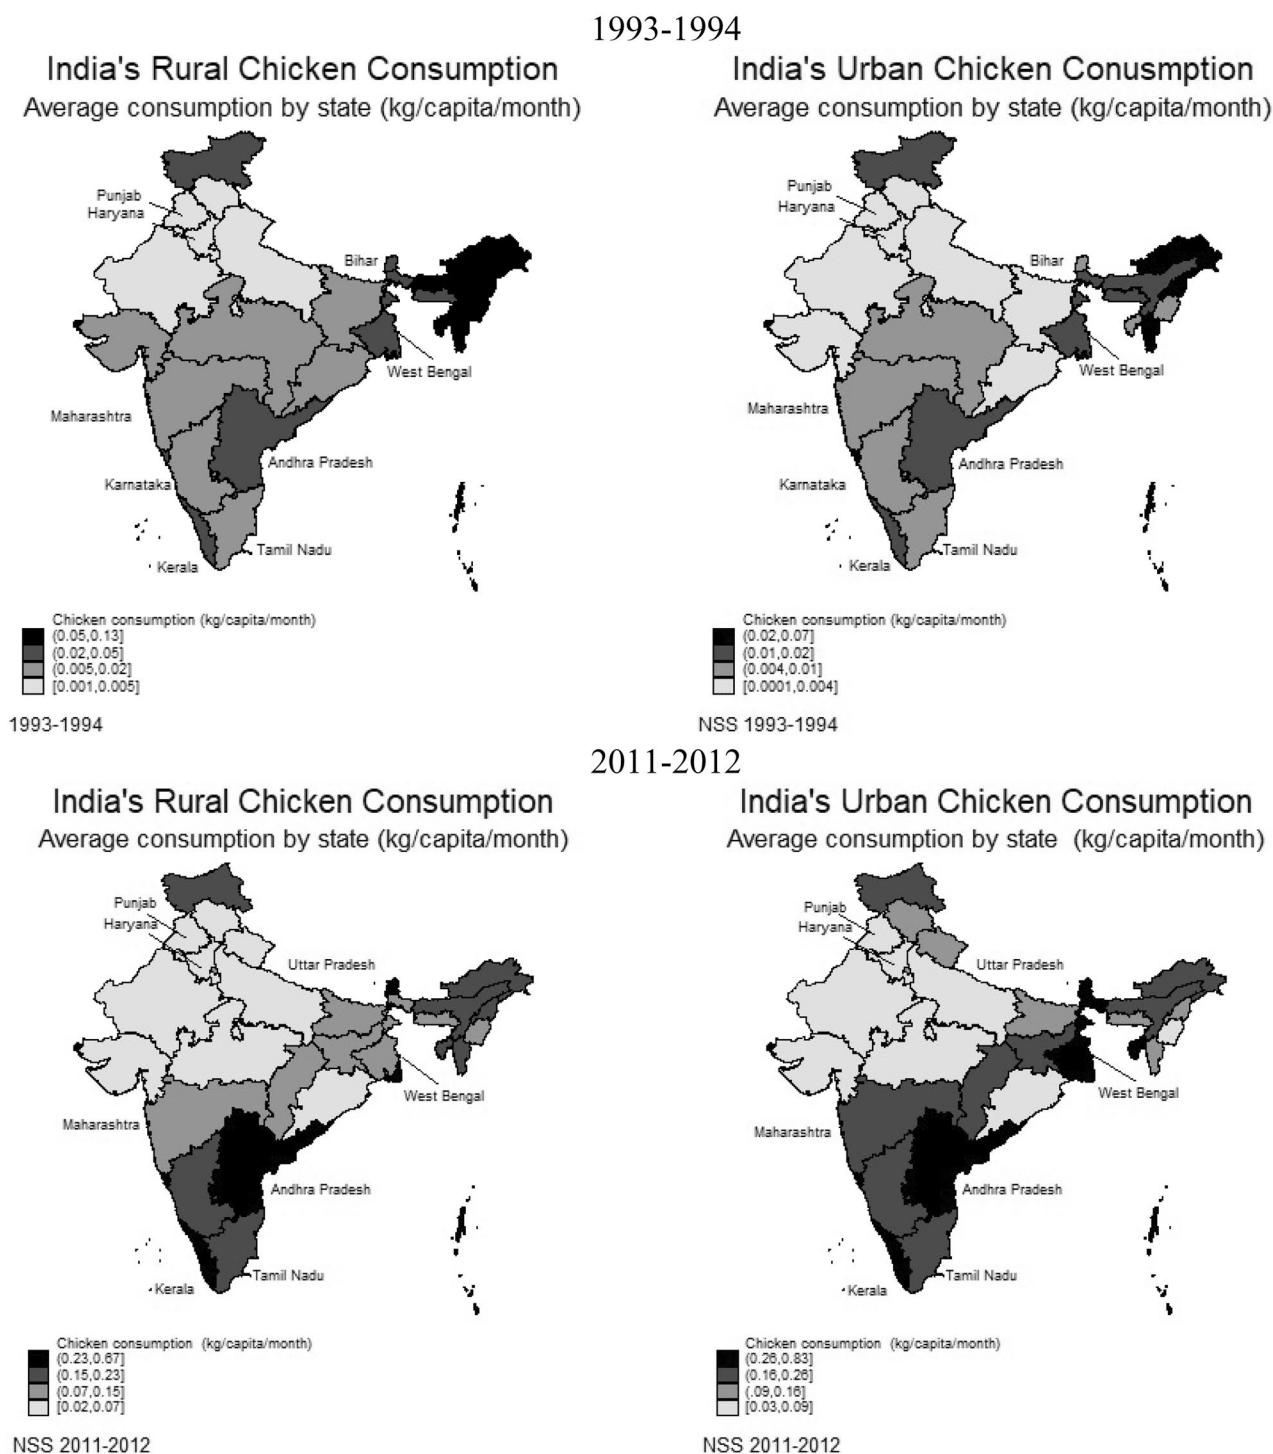 1993-1994
India's Rural Chicken Consumption
Average consumption by state (kg/capita/month)
Punjab
Haryana
Bihar
West Bengal
Maharashtra
Andhra Pradesh
Karnataka
Tamil Nadu
Kerala
Chicken consumption (kg/capita/month)
(0.05,0.13]
(0.02,0.05]
(0.005,0.02]
[0.001,0.005]
1993-1994
India's Urban Chicken Conusmption
Average consumption by state (kg/capita/month)
Punjab
Haryana
Bihar
West Bengal
Maharashtra
Andhra Pradesh
Karnataka
Tamil Nadu
Kerala
Chicken consumption (kg/capita/month)
(0.02,0.07]
(0.01,0.02]
(0.004,0.01]
[0.0001,0.004]
NSS 1993-1994
2011-2012
India's Rural Chicken Consumption
Average consumption by state (kg/capita/month)
Punjab
Haryana
Uttar Pradesh
West Bengal
Maharashtra
Andhra Pradesh
Tamil Nadu
Kerala
Chicken consumption (kg/capita/month)
(0.23,0.67]
(0.15,0.23]
(0.07,0.15]
[0.02,0.07]
NSS 2011-2012
India's Urban Chicken Consumption
Average consumption by state (kg/capita/month)
Punjab
Haryana
Uttar Pradesh
West Bengal
Maharashtra
Andhra Pradesh
Tamil Nadu
Kerala
Chicken consumption (kg/capita/month)
(0.26,0.83]
(0.16,0.26]
(.09,0.16]
[0.03,0.09]
NSS 2011-2012